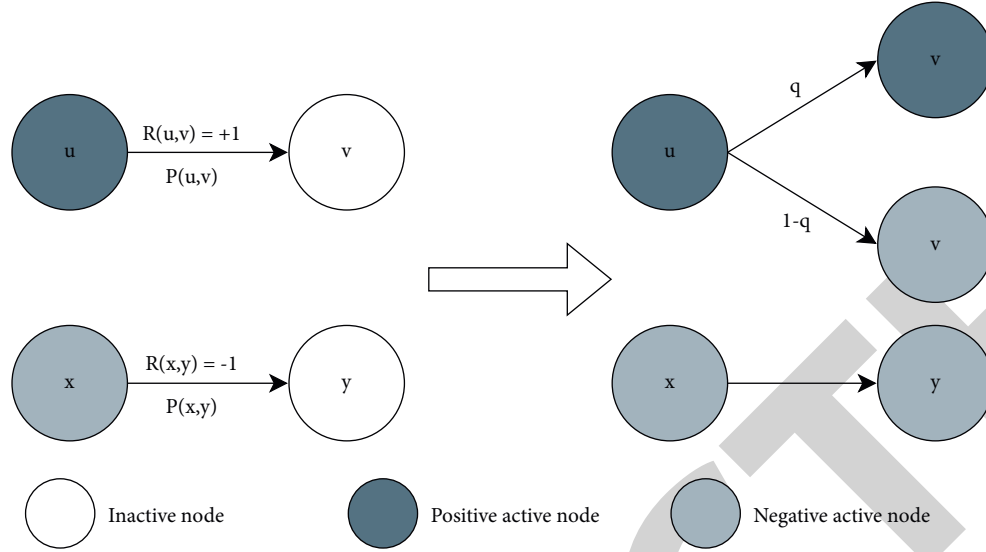 u
R(u,v) = +1
P(u,v)
v
u
q
1-q
v
v
x
R(x,y) = -1
P(x,y)
y
x
y
Inactive node
Positive active node
Negative active node